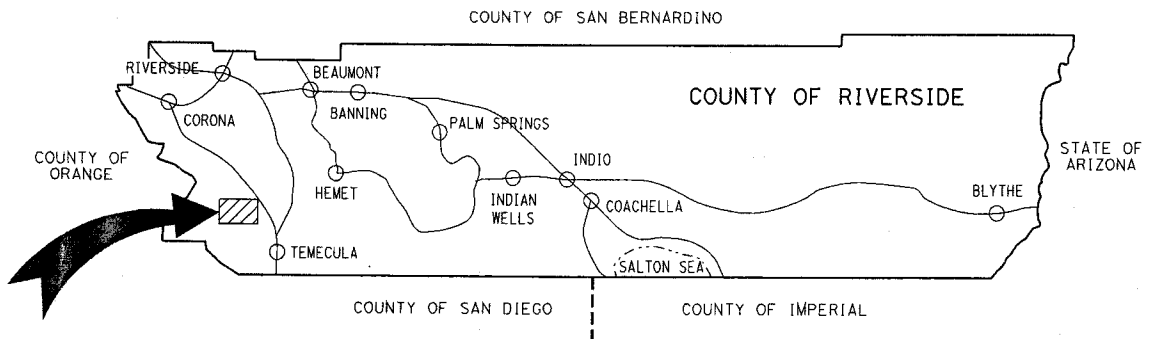 COUNTY OF SAN BERNARDINO
RIVERSIDE
BEAUMONT
COUNTY OF RIVERSIDE
BANNING
CORONA
PALM SPRINGS
COUNTY OF
ORANGE
STATE OF
ARIZONA
INDIO
HEMET
INDIAN
WELLS
BLYTHE
COACHELLA
TEMECULA
SALTON SEA
COUNTY OF SAN DIEGO
COUNTY OF IMPERIAL